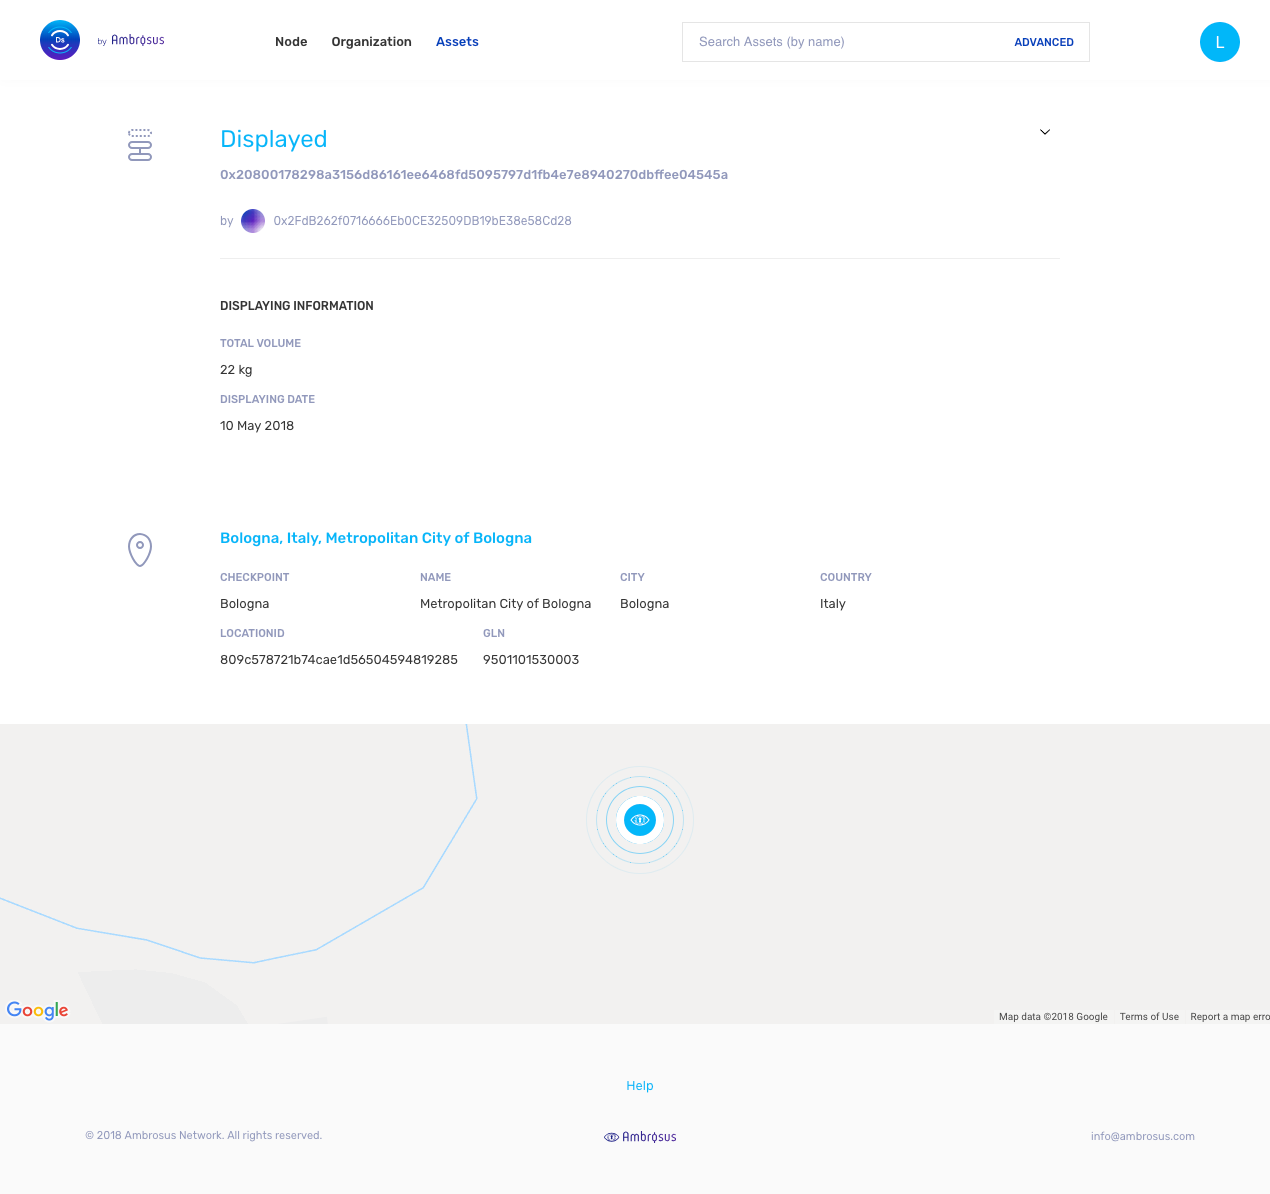 Ds by Ambrosus Node Organization Assets Search Assets (by name) ADVANCED L
Displayed
0x20800178298a3156d86161ee6468fd5095797d1fb4e7e8940270dbffee04545a
by 0x2FdB262f0716666Eb0CE32509DB19bE38e58Cd28
DISPLAYING INFORMATION
TOTAL VOLUME
22 kg
DISPLAYING DATE
10 May 2018
Bologna, Italy, Metropolitan City of Bologna
CHECKPOINT NAME CITY COUNTRY
Bologna Metropolitan City of Bologna Bologna Italy
LOCATIONID GLN
809c578721b74cae1d56504594819285 9501101530003
Google Map data ©2018 Google Terms of Use Report a map erro
Help
© 2018 Ambrosus Network. All rights reserved. Ambrosus info@ambrosus.com